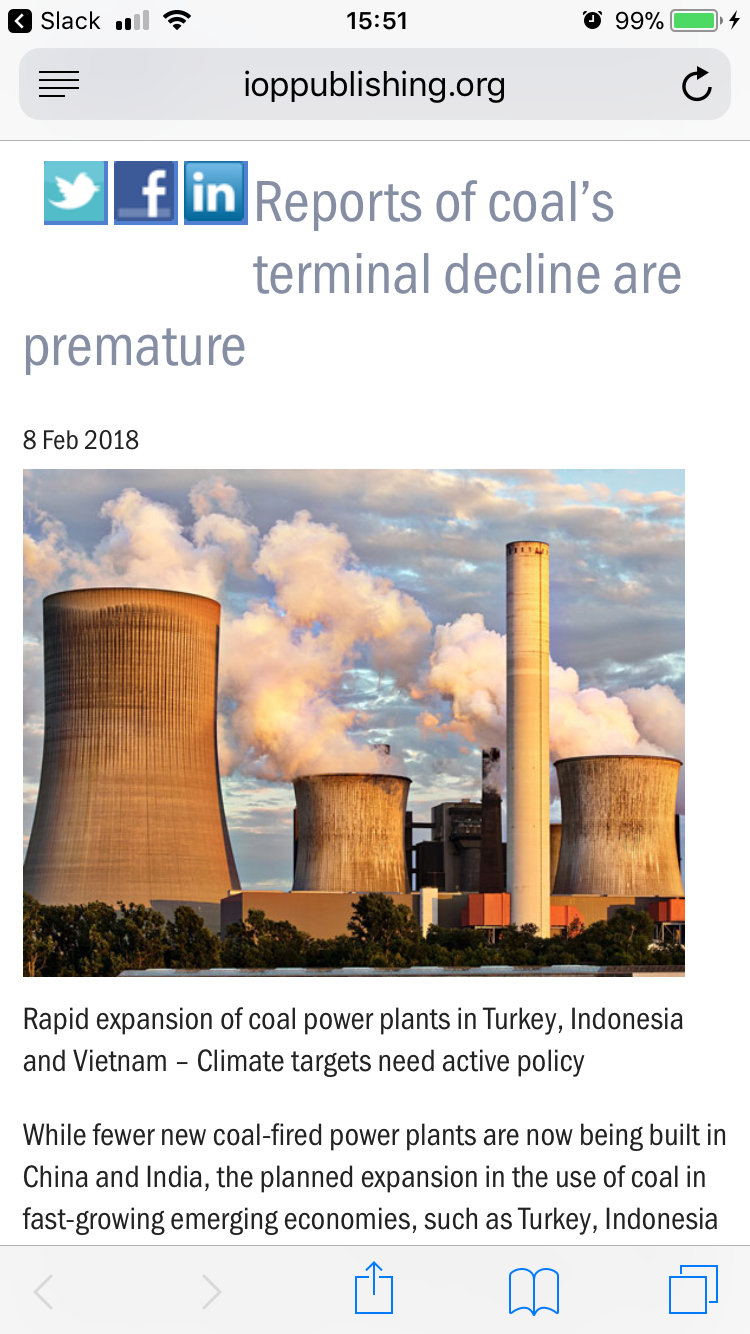 Slack
15:51
99%
ioppublishing.org
f
in
Reports of coal’s
terminal decline are
premature
8 Feb 2018
Rapid expansion of coal power plants in Turkey, Indonesia
and Vietnam – Climate targets need active policy
While fewer new coal-fired power plants are now being built in
China and India, the planned expansion in the use of coal in
fast-growing emerging economies, such as Turkey, Indonesia